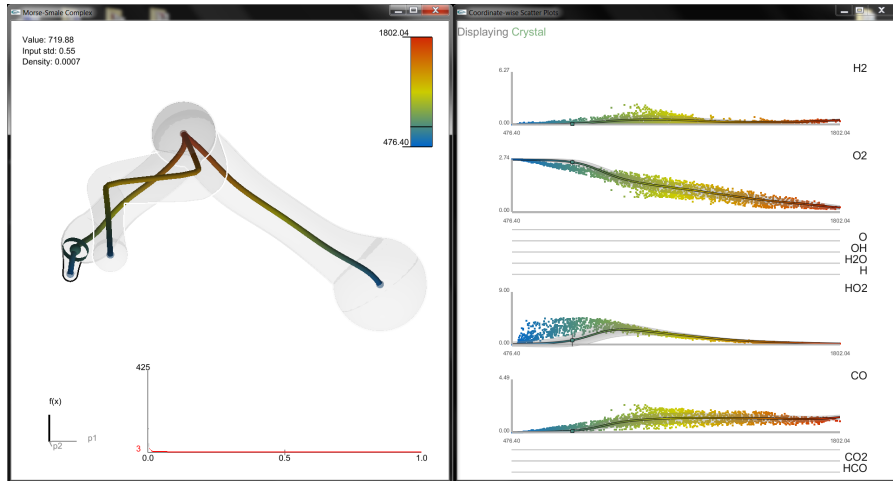 Morse-Smale Complex
Value: 719.88
Input std: 0.55
Density: 0.0007
1802.04
476.40
425
f(x)
p1
p2
3
0.0
0.5
1.0
Coordinate-wise Scatter Plots
Displaying Crystal
H2
6.27
0.00
476.40
1802.04
O2
2.74
0.00
476.40
1802.04
O
OH
H2O
H
HO2
9.00
0.00
476.40
1802.04
CO
4.49
0.00
476.40
1802.04
CO2
HCO